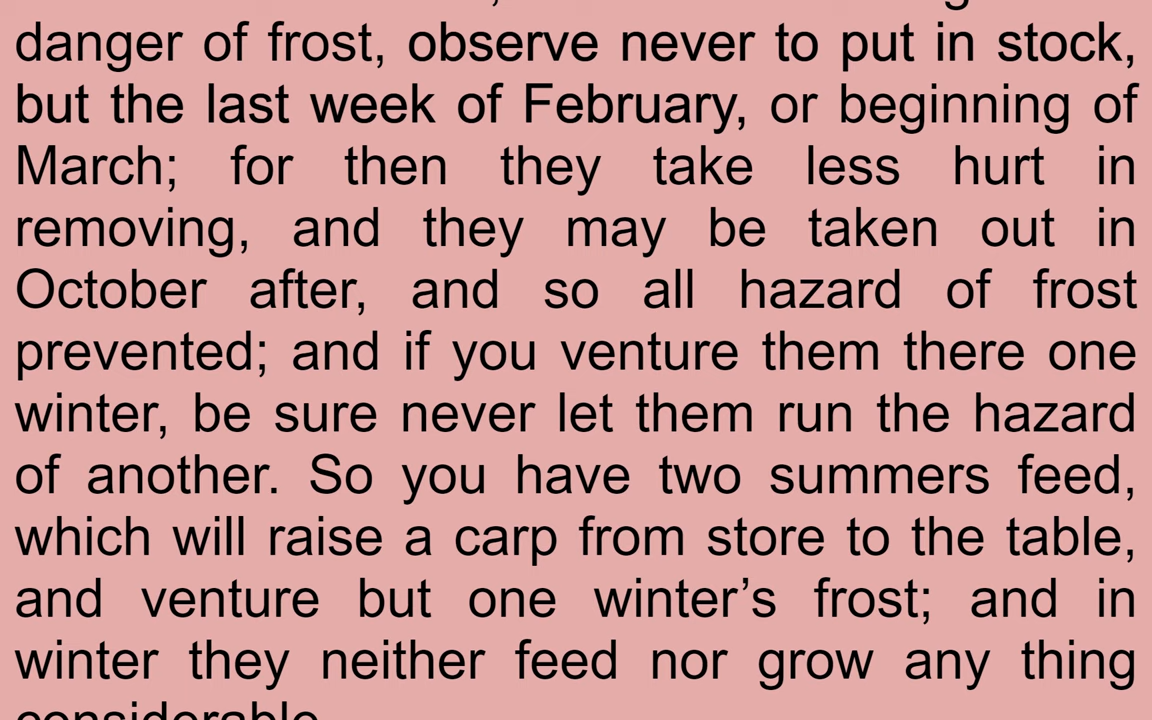 danger of frost, observe never to put in stock,
but the last week of February, or beginning of
March; for then they take less hurt in
removing, and they may be taken out in
October after, and so all hazard of frost
prevented; and if you venture them there one
winter, be sure never let them run the hazard
of another. So you have two summers feed,
which will raise a carp from store to the table,
and venture but one winter’s frost; and in
winter they neither feed nor grow any thing
considerable.